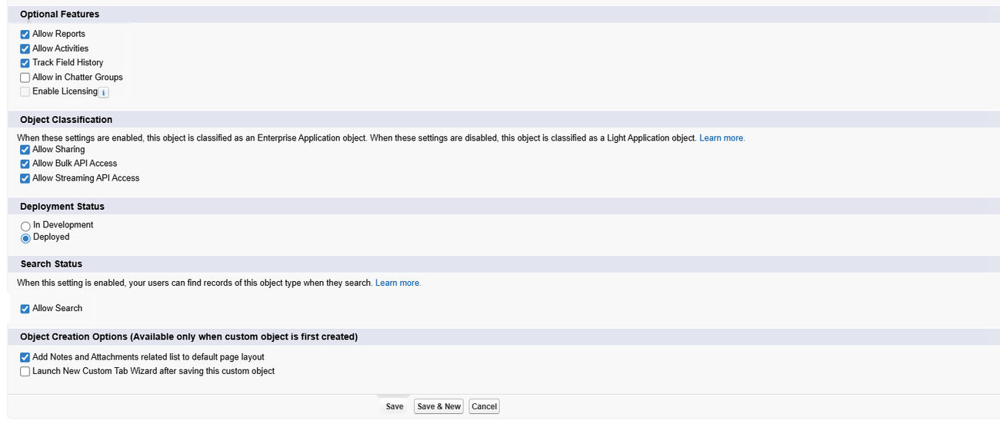 Optional Features
Allow Reports
Allow Activities
Track Field History
Allow in Chatter Groups
Enable Licensing i
Object Classification
When these settings are enabled, this object is classified as an Enterprise Application object. When these settings are disabled, this object is classified as a Light Application object. Learn more.
Allow Sharing
Allow Bulk API Access
Allow Streaming API Access
Deployment Status
In Development
Deployed
Search Status
When this setting is enabled, your users can find records of this object type when they search. Learn more.
Allow Search
Object Creation Options (Available only when custom object is first created)
Add Notes and Attachments related list to default page layout
Launch New Custom Tab Wizard after saving this custom object
Save Save & New Cancel